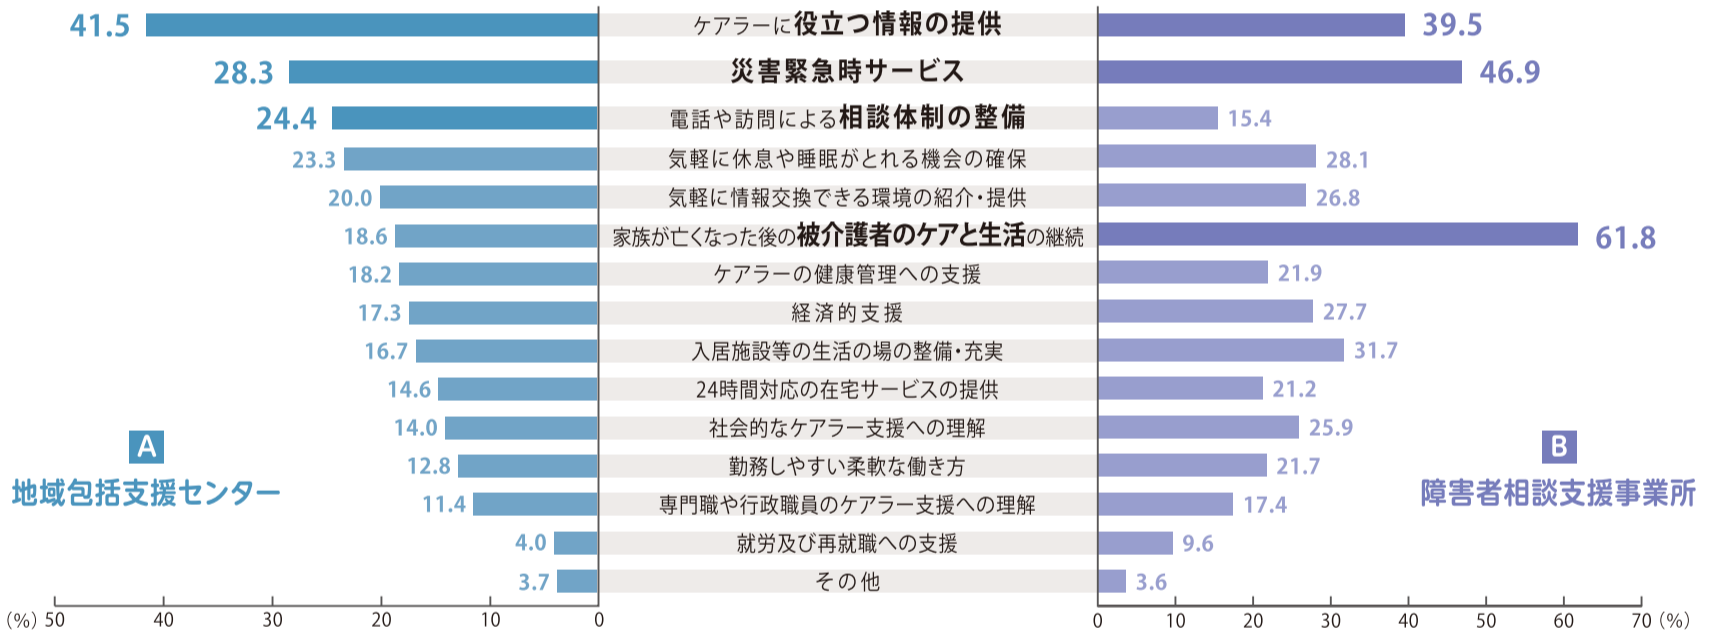 41.5 ケアラーに役立つ情報の提供 39.5
28.3 災害緊急時サービス 46.9
24.4 電話や訪問による相談体制の整備 15.4
23.3 気軽に休息や睡眠がとれる機会の確保 28.1
20.0 気軽に情報交換できる環境の紹介・提供 26.8
18.6 家族が亡くなった後の被介護者のケアと生活の継続 61.8
18.2 ケアラーの健康管理への支援 21.9
17.3 経済的支援 27.7
16.7 入居施設等の生活の場の整備・充実 31.7
14.6 24時間対応の在宅サービスの提供 21.2
14.0 社会的なケアラー支援への理解 25.9
12.8 勤務しやすい柔軟な働き方 21.7
11.4 専門職や行政職員のケアラー支援への理解 17.4
4.0 就労及び再就職への支援 9.6
3.7 その他 3.6
A
地域包括支援センター
B
障害者相談支援事業所
(%) 50 40 30 20 10 0
0 10 20 30 40 50 60 70 (%)